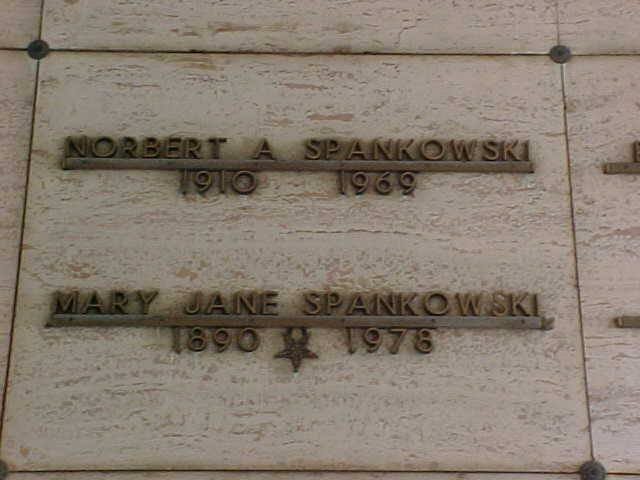 NORBERT A SPANKOWSKI
1910 1969
MARY JANE SPANKOWSKI
1890 1978